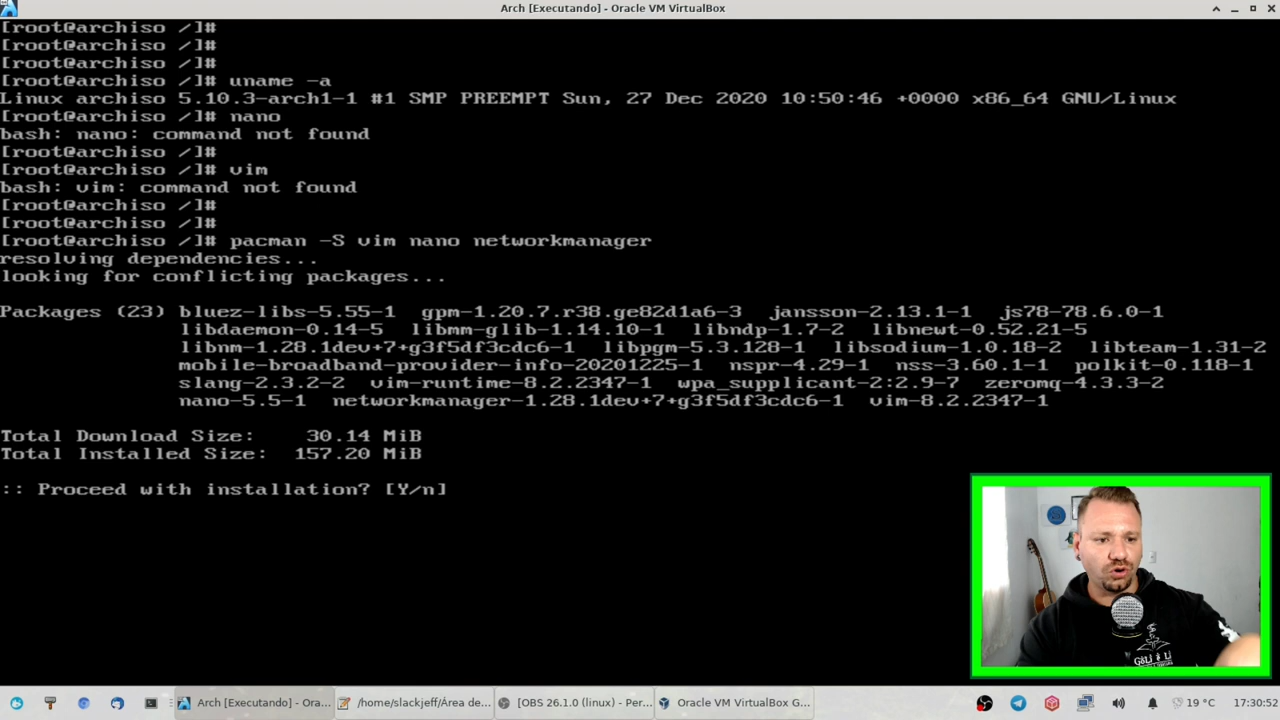 Arch [Executando] - Oracle VM VirtualBox
[root@archiso /]#
[root@archiso /]#
[root@archiso /]#
[root@archiso /]# uname -a
Linux archiso 5.10.3-arch1-1 #1 SMP PREEMPT Sun, 27 Dec 2020 10:50:46 +0000 x86_64 GNU/Linux
[root@archiso /]# nano
bash: nano: command not found
[root@archiso /]#
[root@archiso /]# vim
bash: vim: command not found
[root@archiso /]#
[root@archiso /]#
[root@archiso /]# pacman -S vim nano networkmanager
resolving dependencies...
looking for conflicting packages...
Packages (23) bluez-libs-5.55-1 gpm-1.20.7.r38.ge82d1a6-3 jansson-2.13.1-1 js78-78.6.0-1
libdaemon-0.14-5 libmm-glib-1.14.10-1 libndp-1.7-2 libnewt-0.52.21-5
libnm-1.28.1dev+7+g3f5df3cdc6-1 libpgm-5.3.128-1 libsodium-1.0.18-2 libteam-1.31-2
mobile-broadband-provider-info-20201225-1 nspr-4.29-1 nss-3.60.1-1 polkit-0.118-1
slang-2.3.2-2 vim-runtime-8.2.2347-1 wpa_supplicant-2:2.9-7 zeromq-4.3.3-2
nano-5.5-1 networkmanager-1.28.1dev+7+g3f5df3cdc6-1 vim-8.2.2347-1
Total Download Size: 30.14 MiB
Total Installed Size: 157.20 MiB
:: Proceed with installation? [Y/n]
Arch [Executando] - Ora... /home/slackjeff/Área de... [OBS 26.1.0 (linux) - Per... Oracle VM VirtualBox G... 19 °C 17:30:52